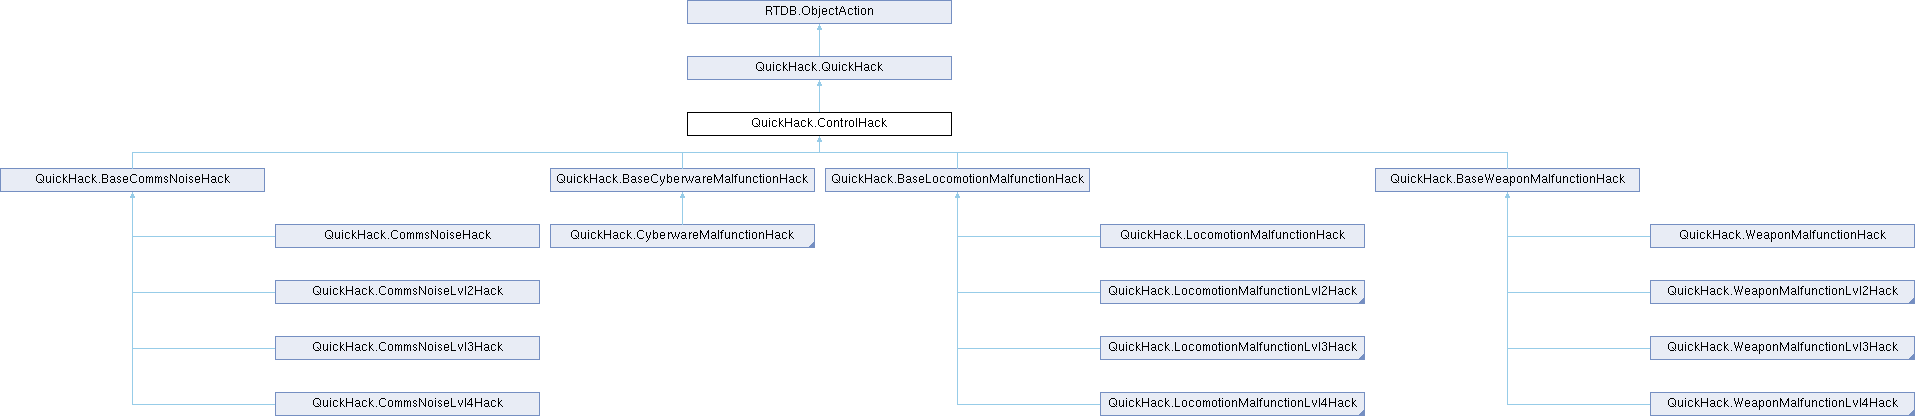 RTDB.ObjectAction
QuickHack.QuickHack
QuickHack.ControlHack
QuickHack.BaseCommsNoiseHack
QuickHack.BaseCyberwareMalfunctionHack
QuickHack.BaseLocomotionMalfunctionHack
QuickHack.BaseWeaponMalfunctionHack
QuickHack.CommsNoiseHack
QuickHack.CyberwareMalfunctionHack
QuickHack.LocomotionMalfunctionHack
QuickHack.WeaponMalfunctionHack
QuickHack.CommsNoiseLvl2Hack
QuickHack.LocomotionMalfunctionLvl2Hack
QuickHack.WeaponMalfunctionLvl2Hack
QuickHack.CommsNoiseLvl3Hack
QuickHack.LocomotionMalfunctionLvl3Hack
QuickHack.WeaponMalfunctionLvl3Hack
QuickHack.CommsNoiseLvl4Hack
QuickHack.LocomotionMalfunctionLvl4Hack
QuickHack.WeaponMalfunctionLvl4Hack